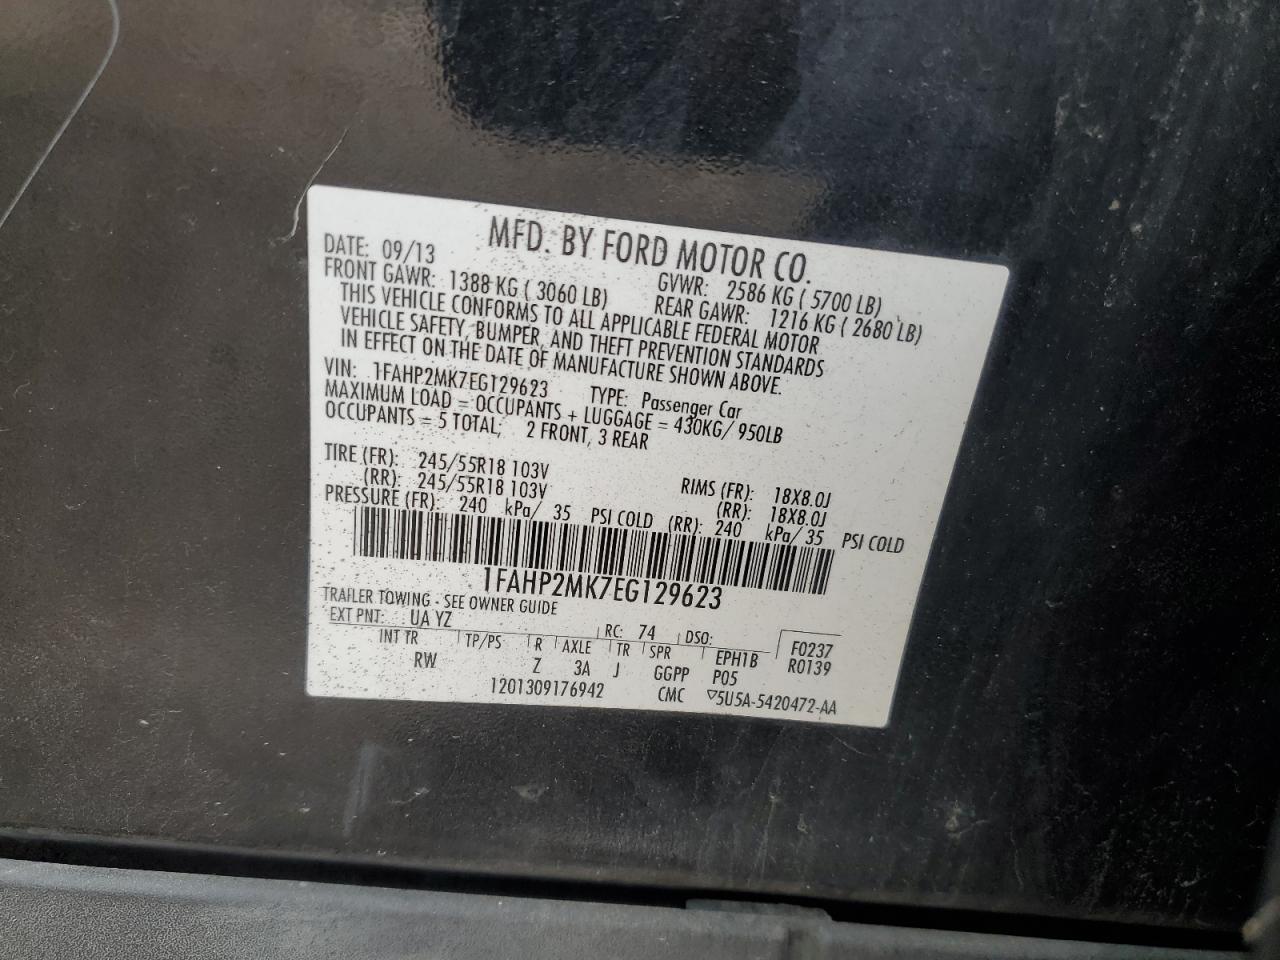 MFD. BY FORD MOTOR CO.
DATE: 09/13 GVWR: 2586 KG ( 5700 LB)
FRONT GAWR: 1388 KG ( 3060 LB) REAR GAWR: 1216 KG ( 2680 LB)
THIS VEHICLE CONFORMS TO ALL APPLICABLE FEDERAL MOTOR
VEHICLE SAFETY, BUMPER, AND THEFT PREVENTION STANDARDS
IN EFFECT ON THE DATE OF MANUFACTURE SHOWN ABOVE.
VIN: 1FAHP2MK7EG129623 TYPE: Passenger Car
MAXIMUM LOAD = OCCUPANTS + LUGGAGE = 430KG/ 950LB
OCCUPANTS = 5 TOTAL; 2 FRONT, 3 REAR
TIRE (FR): 245/55R18 103V RIMS (FR): 18X8.0J
(RR): 245/55R18 103V (RR): 18X8.0J
PRESSURE (FR): 240 kPa/ 35 PSI COLD (RR): 240 kPa/ 35 PSI COLD
1FAHP2MK7EG129623
TRAILER TOWING - SEE OWNER GUIDE
EXT PNT: UA YZ RC: 74 DSO: F0237
INT TR TP/PS R AXLE TR SPR EPH1B R0139
RW Z 3A J GGPP P05
1201309176942 CMC ▽5U5A-5420472-AA